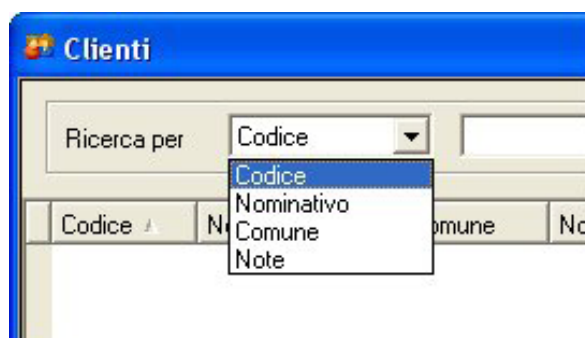 Clienti
Ricerca per Codice
Codice
Nominativo
Comune
Note
Codice